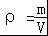 ρ = m/V